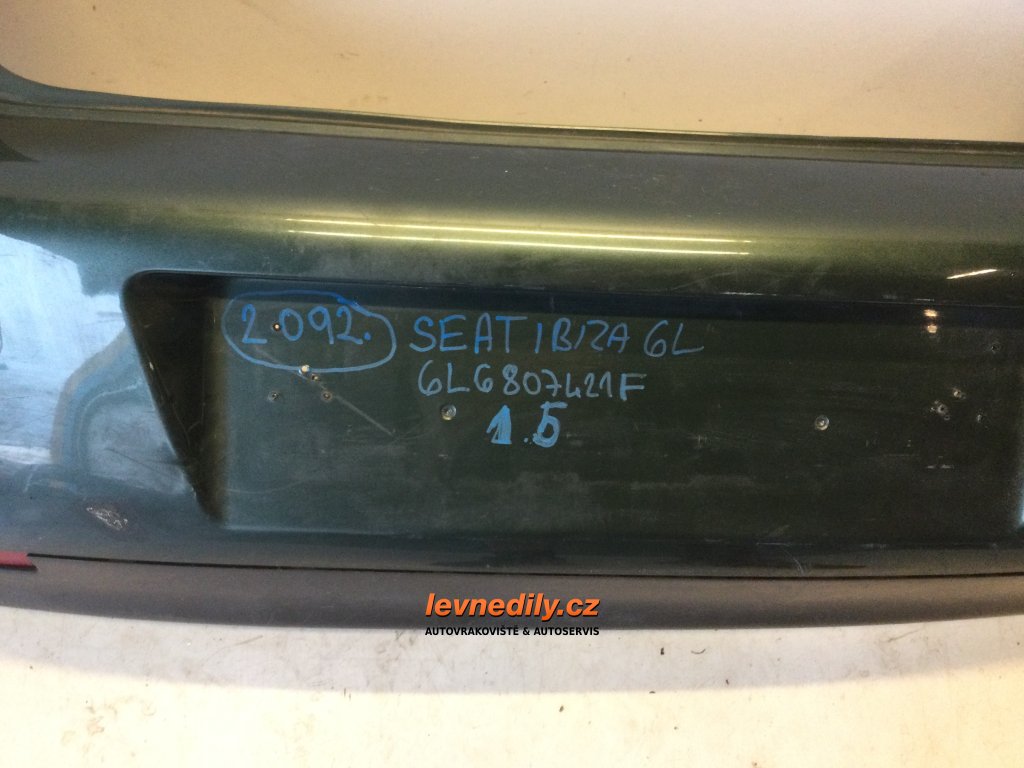 2.092. SEAT IBIZA 6L
6L6807421F
1.5
levnedily.cz
AUTOVRAKOVIŠTĚ & AUTOSERVIS